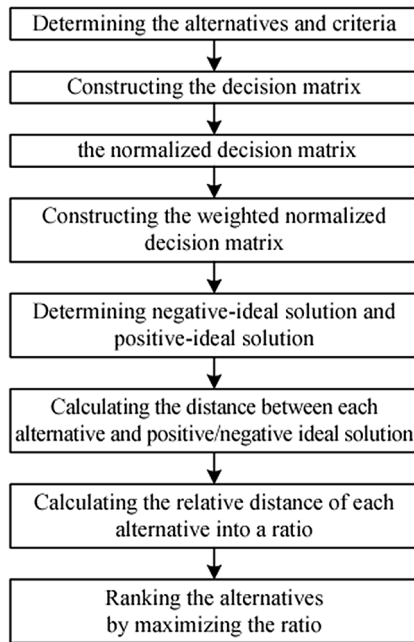 Determining the alternatives and criteria
Constructing the decision matrix
the normalized decision matrix
Constructing the weighted normalized
decision matrix
Determining negative-ideal solution and
positive-ideal solution
Calculating the distance between each
alternative and positive/negative ideal solution
Calculating the relative distance of each
alternative into a ratio
Ranking the alternatives
by maximizing the ratio